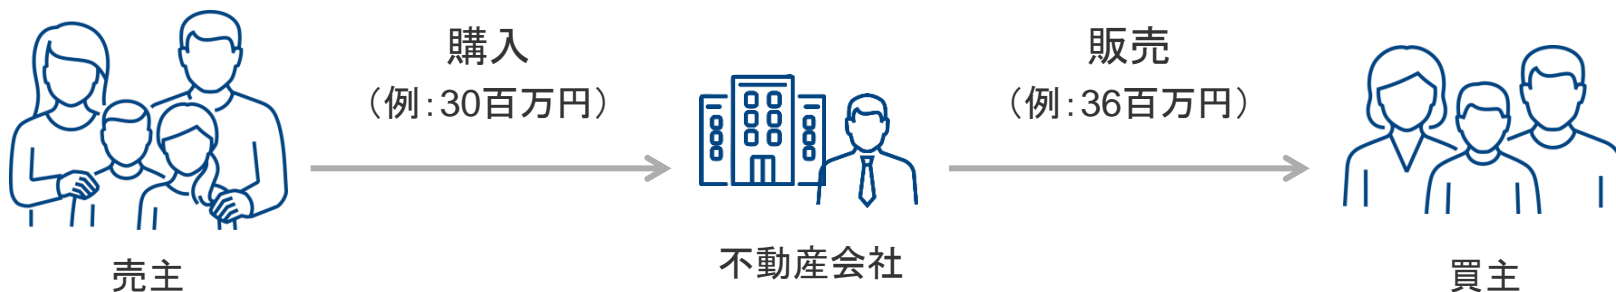 購入
（例：30百万円）
販売
（例：36百万円）
売主
不動産会社
買主